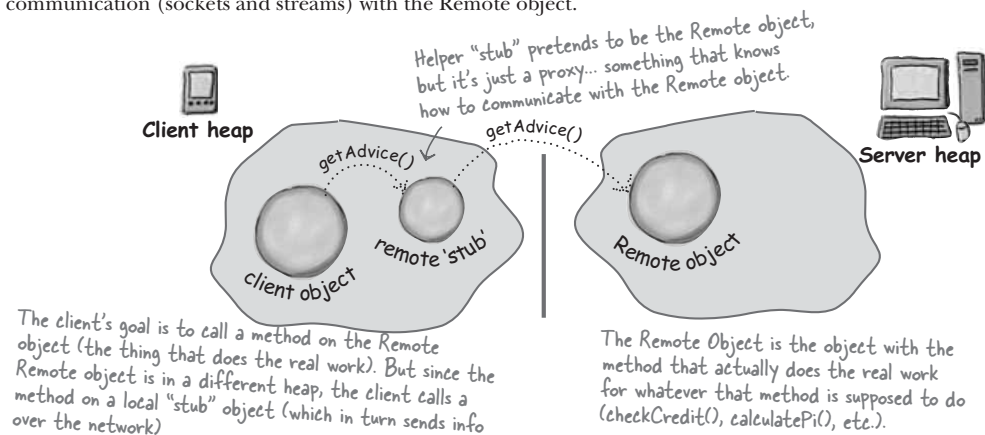 communication (sockets and streams) with the Remote object.
Helper "stub" pretends to be the Remote object,
but it's just a proxy... something that knows
how to communicate with the Remote object.
Client heap
getAdvice()
getAdvice()
Server heap
client object
remote 'stub'
Remote object
The client's goal is to call a method on the Remote
object (the thing that does the real work). But since the
Remote object is in a different heap, the client calls a
method on a local "stub" object (which in turn sends info
over the network)
The Remote Object is the object with the
method that actually does the real work
for whatever that method is supposed to do
(checkCredit(), calculatePi(), etc.).